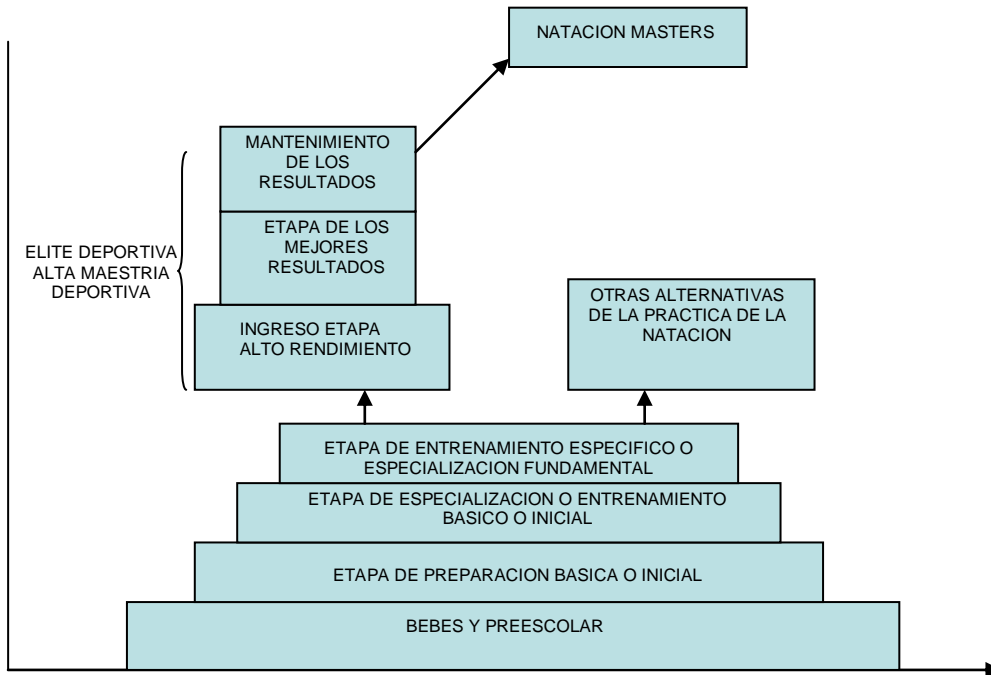 NATACION MASTERS
MANTENIMIENTO
DE LOS
RESULTADOS
ETAPA DE LOS
MEJORES
RESULTADOS
ELITE DEPORTIVA
ALTA MAESTRIA
DEPORTIVA
INGRESO ETAPA
ALTO RENDIMIENTO
OTRAS ALTERNATIVAS
DE LA PRACTICA DE LA
NATACION
ETAPA DE ENTRENAMIENTO ESPECIFICO O
ESPECIALIZACION FUNDAMENTAL
ETAPA DE ESPECIALIZACION O ENTRENAMIENTO
BASICO O INICIAL
ETAPA DE PREPARACION BASICA O INICIAL
BEBES Y PREESCOLAR